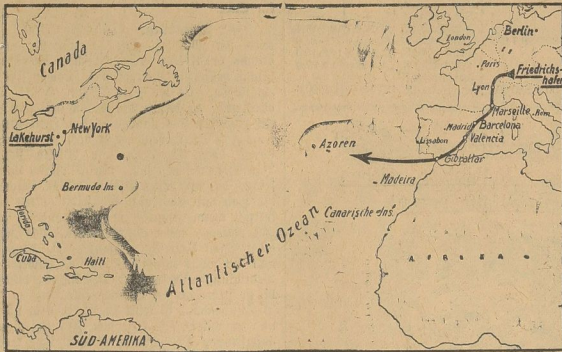 Canada
London
Berlin
Paris
Friedrichs-
hafen
Lyon
Lakehurst
New York
Marseille
Rom
Madrid
Barcelona
Lissabon
Valencia
Azoren
Gibraltar
Bermuda Ins.
Madeira
Florida
Canarische Ins.
Cuba
Haiti
Atlantischer Ozean
SÜD-AMERIKA